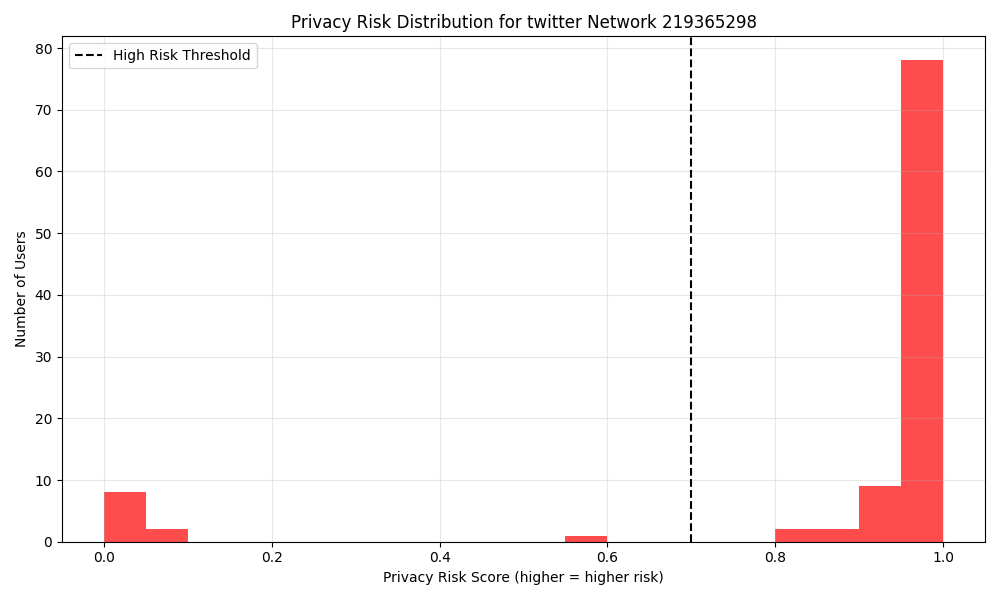 Privacy Risk Distribution for twitter Network 219365298
High Risk Threshold
80
70
60
50
40
30
20
10
0
Number of Users
0.0 0.2 0.4 0.6 0.8 1.0
Privacy Risk Score (higher = higher risk)